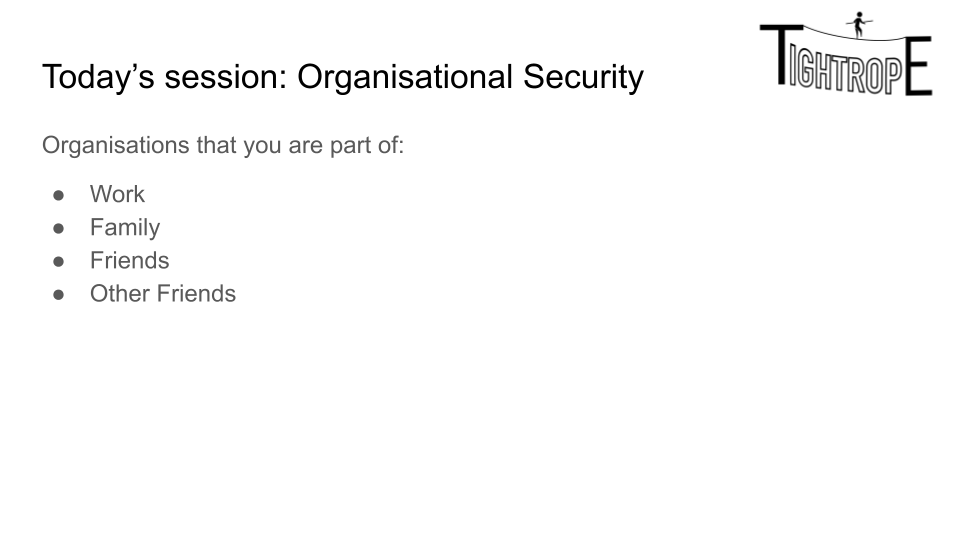 Today’s session: Organisational Security
TIGHTROPE
Organisations that you are part of:
● Work
● Family
● Friends
● Other Friends